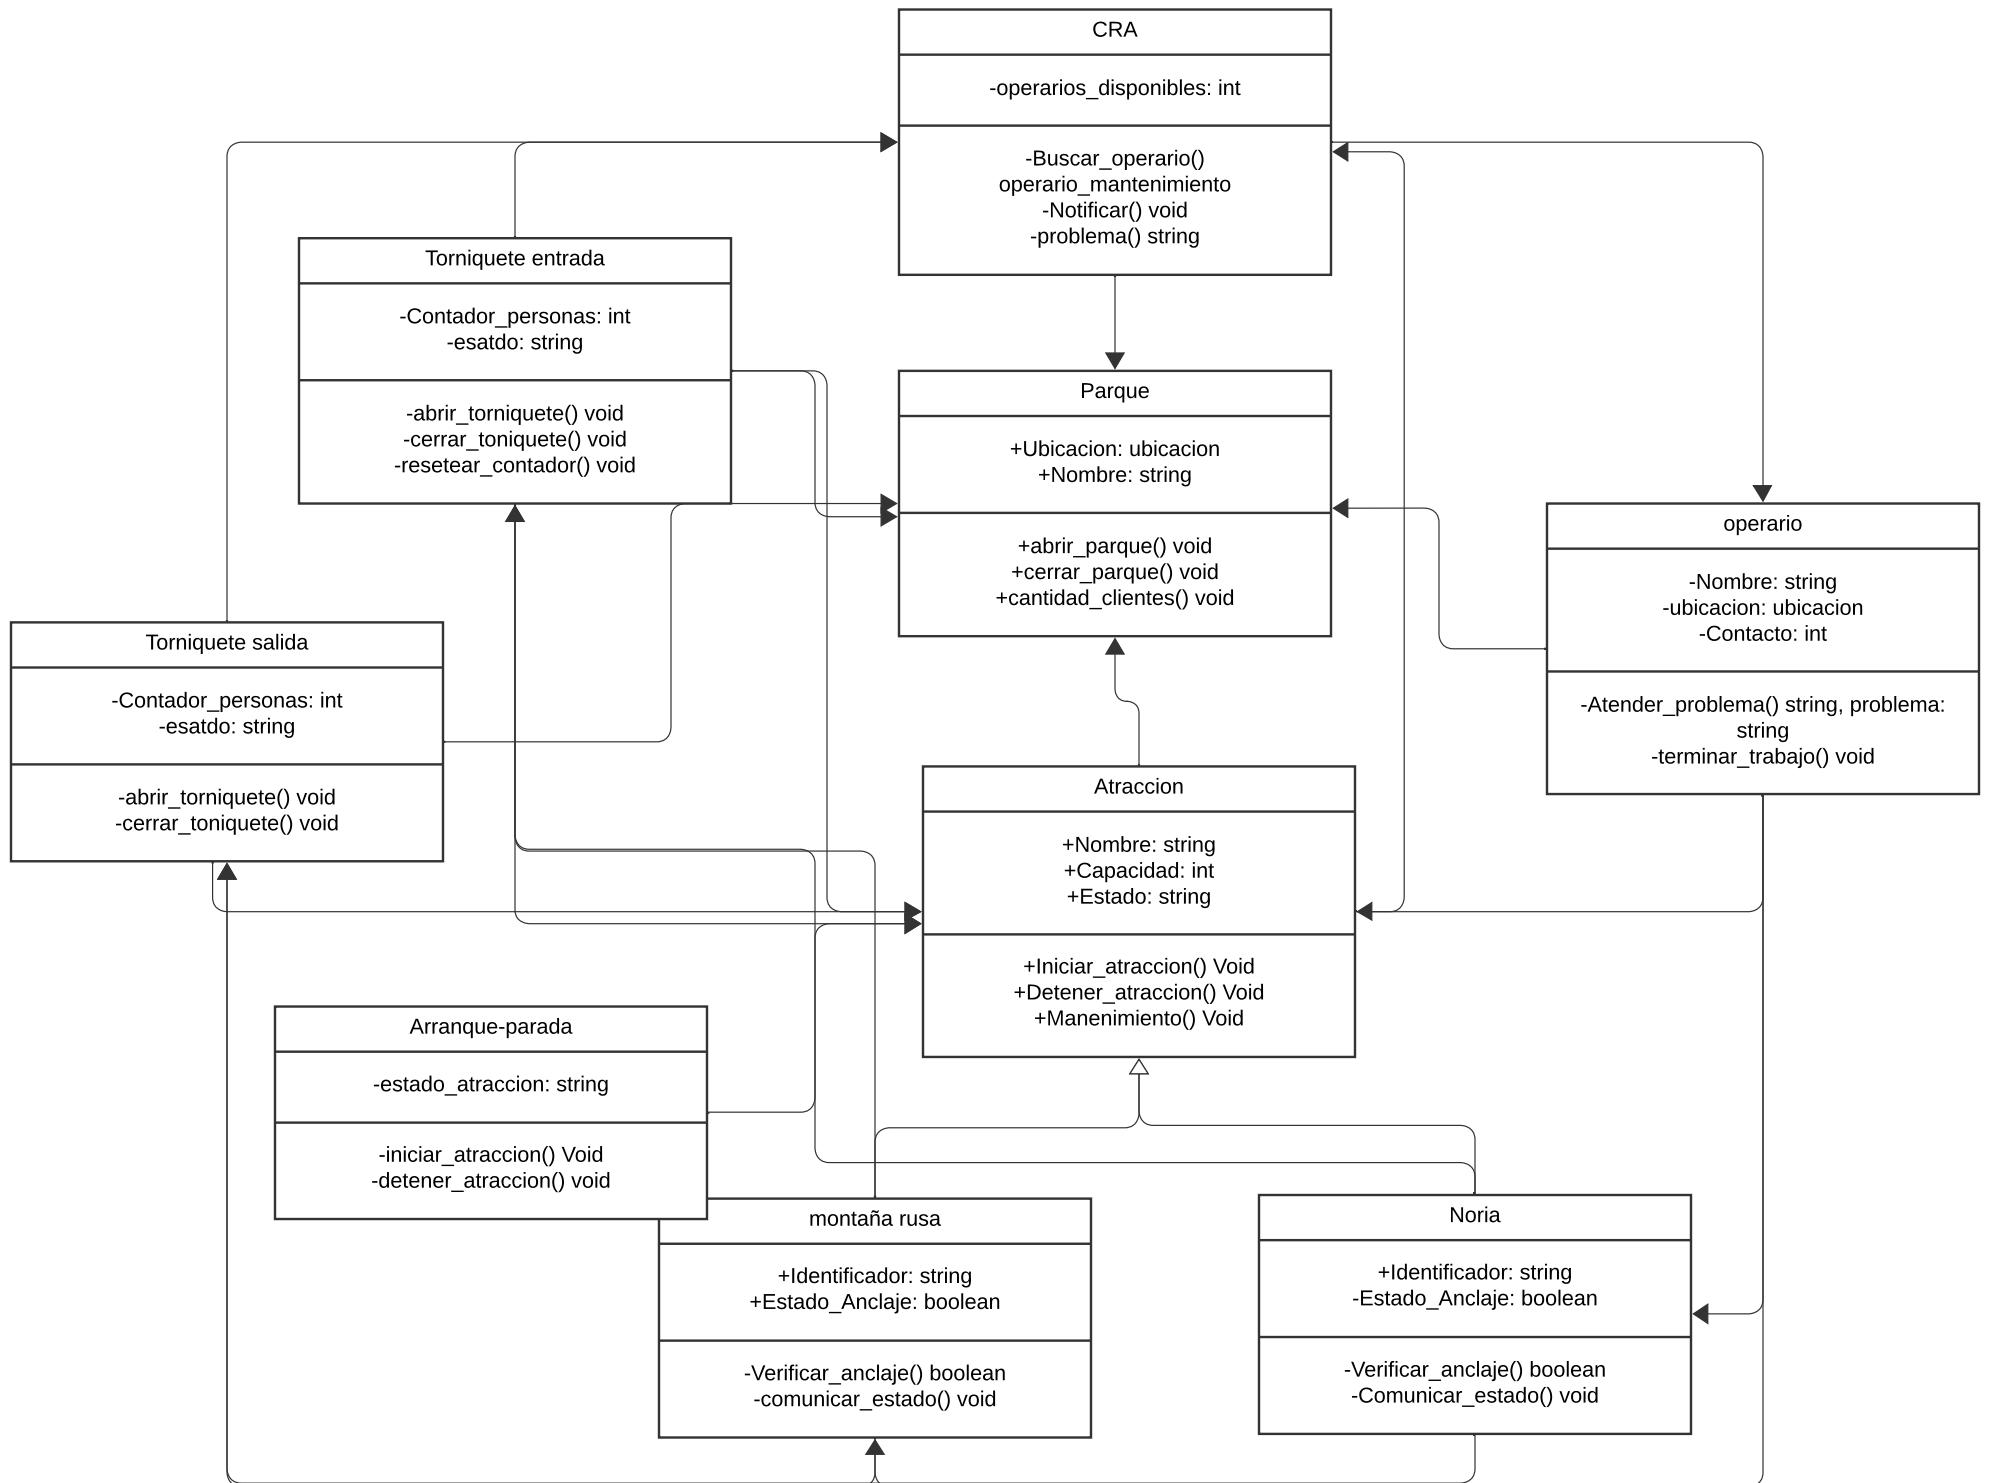 CRA
-operarios_disponibles: int
-Buscar_operario()
operario_mantenimiento
-Notificar() void
-problema() string
Torniquete entrada
-Contador_personas: int
-esatdo: string
-abrir_torniquete() void
-cerrar_toniquete() void
-resetear_contador() void
Parque
+Ubicacion: ubicacion
+Nombre: string
+abrir_parque() void
+cerrar_parque() void
+cantidad_clientes() void
operario
-Nombre: string
-ubicacion: ubicacion
-Contacto: int
-Atender_problema() string, problema:
string
-terminar_trabajo() void
Torniquete salida
-Contador_personas: int
-esatdo: string
-abrir_torniquete() void
-cerrar_toniquete() void
Atraccion
+Nombre: string
+Capacidad: int
+Estado: string
+Iniciar_atraccion() Void
+Detener_atraccion() Void
+Manenimiento() Void
Arranque-parada
-estado_atraccion: string
-iniciar_atraccion() Void
-detener_atraccion() void
montaña rusa
+Identificador: string
+Estado_Anclaje: boolean
-Verificar_anclaje() boolean
-comunicar_estado() void
Noria
+Identificador: string
-Estado_Anclaje: boolean
-Verificar_anclaje() boolean
-Comunicar_estado() void